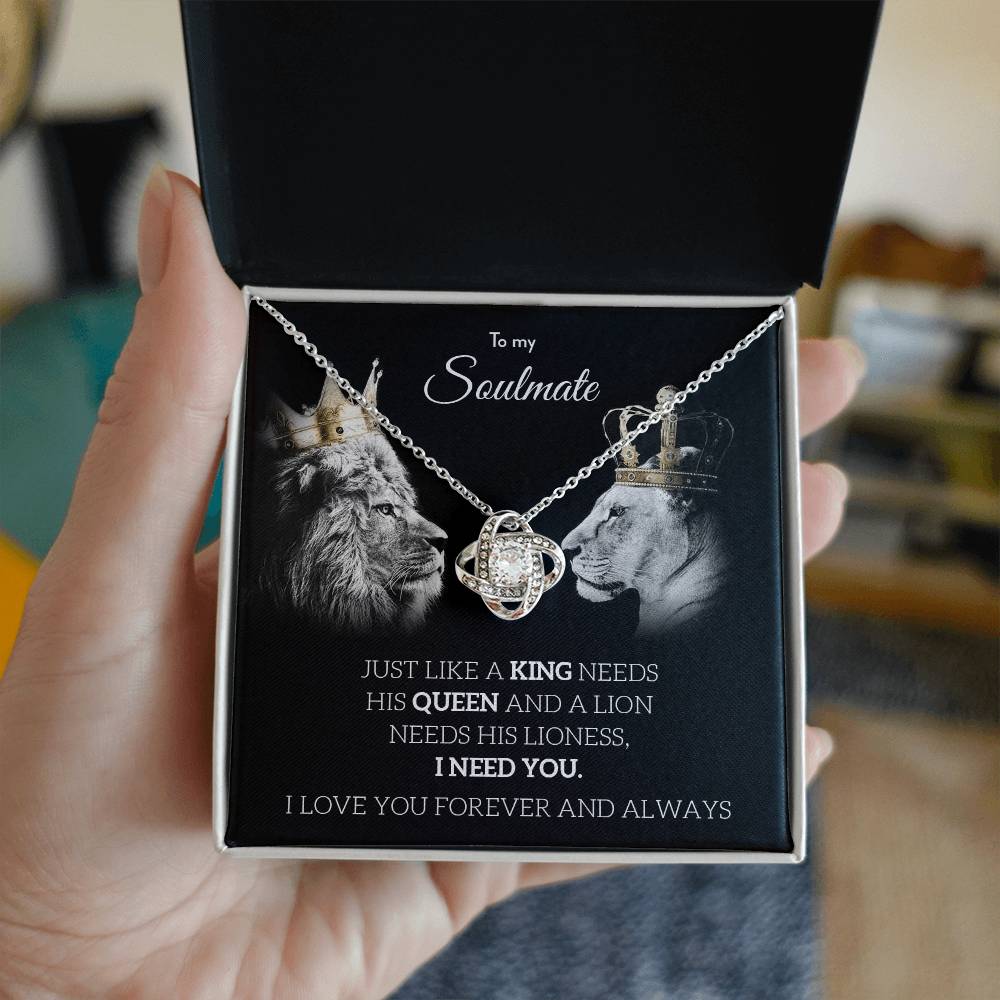 To my
Soulmate
JUST LIKE A KING NEEDS
HIS QUEEN AND A LION
NEEDS HIS LIONESS,
I NEED YOU.
I LOVE YOU FOREVER AND ALWAYS